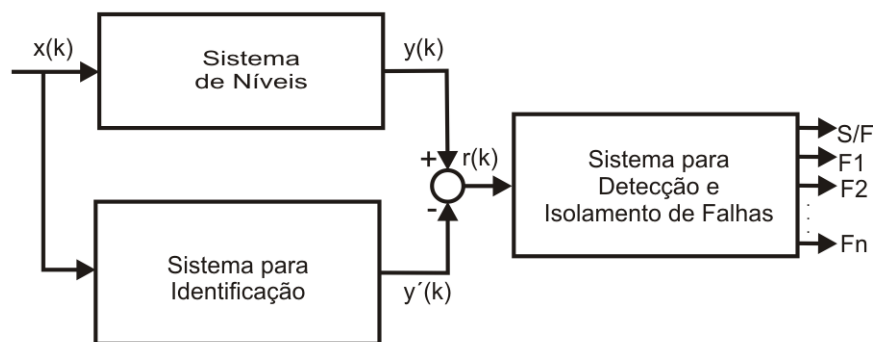 x(k)
Sistema
de Níveis
y(k)
+
r(k)
-
Sistema para
Identificação
y´(k)
Sistema para
Detecção e
Isolamento de Falhas
S/F
F1
F2
Fn